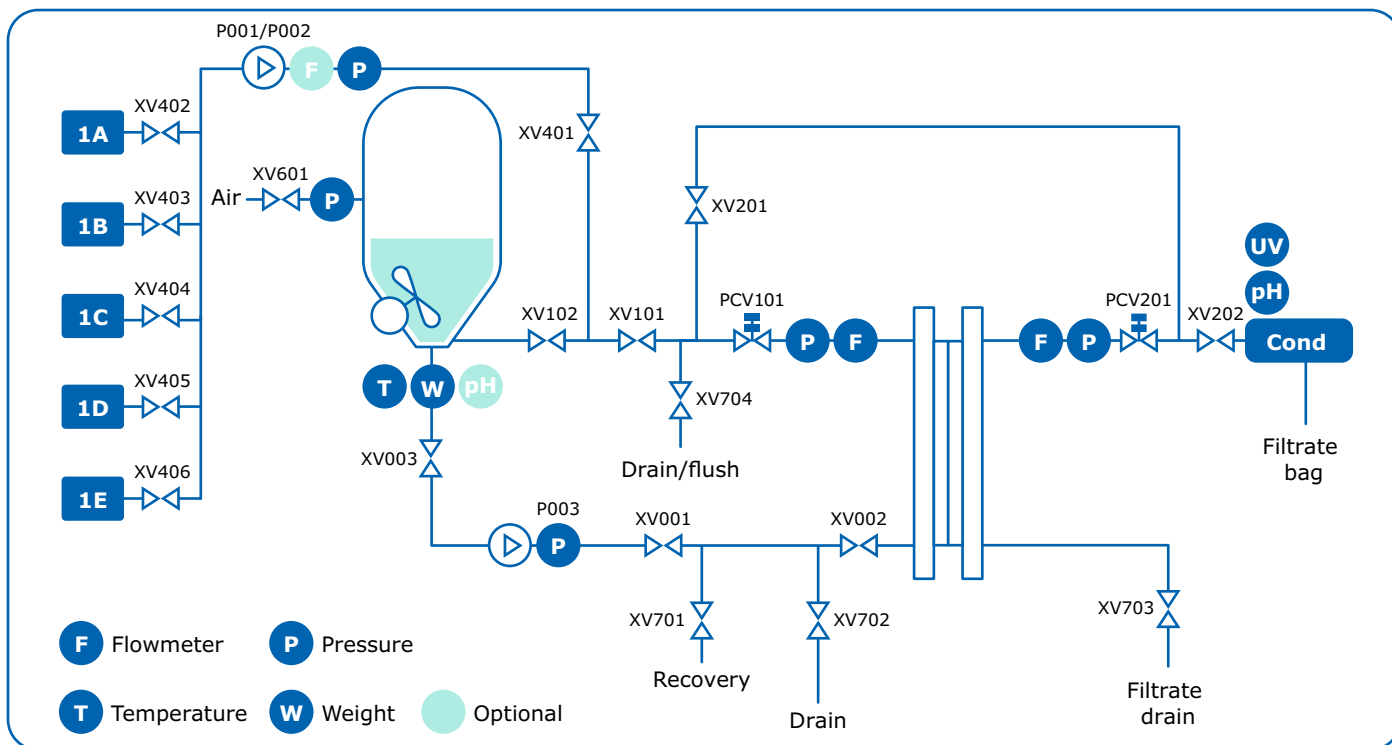 P001/P002
F
P
XV402
1A
XV401
XV601
Air
P
XV403
1B
XV201
UV
pH
XV404
1C
XV102
XV101
PCV101
P
F
F
P
PCV201
XV202
Cond
XV405
1D
T
W
pH
XV704
Drain/flush
Filtrate
bag
XV406
1E
XV003
P003
P
XV001
XV002
XV701
Recovery
XV702
Drain
XV703
Filtrate
drain
F Flowmeter
P Pressure
T Temperature
W Weight
Optional